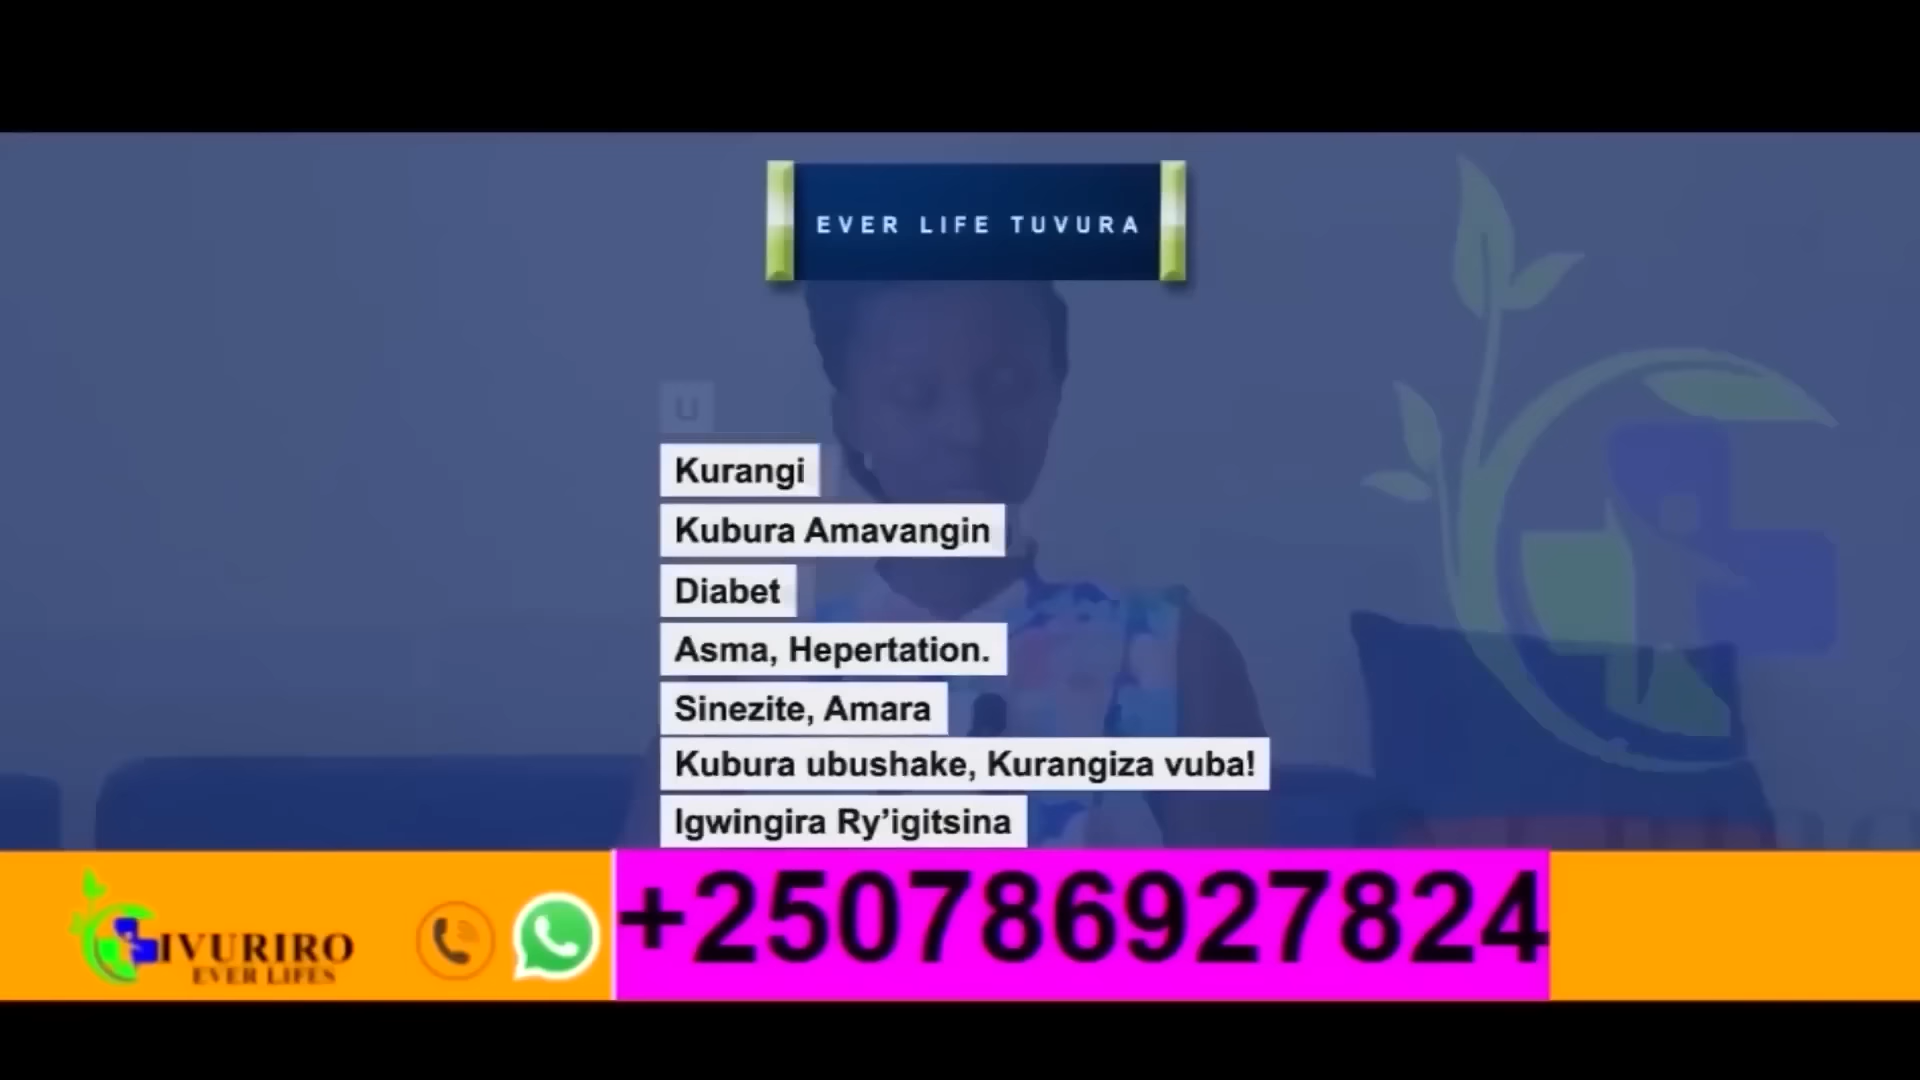 EVER LIFE TUVURA
U
Kurangi
Kubura Amavangin
Diabet
Asma, Hepertation.
Sinezite, Amara
Kubura ubushake, Kurangiza vuba!
Igwingira Ry’igitsina
IVURIRO
EVER LIFES
+250786927824